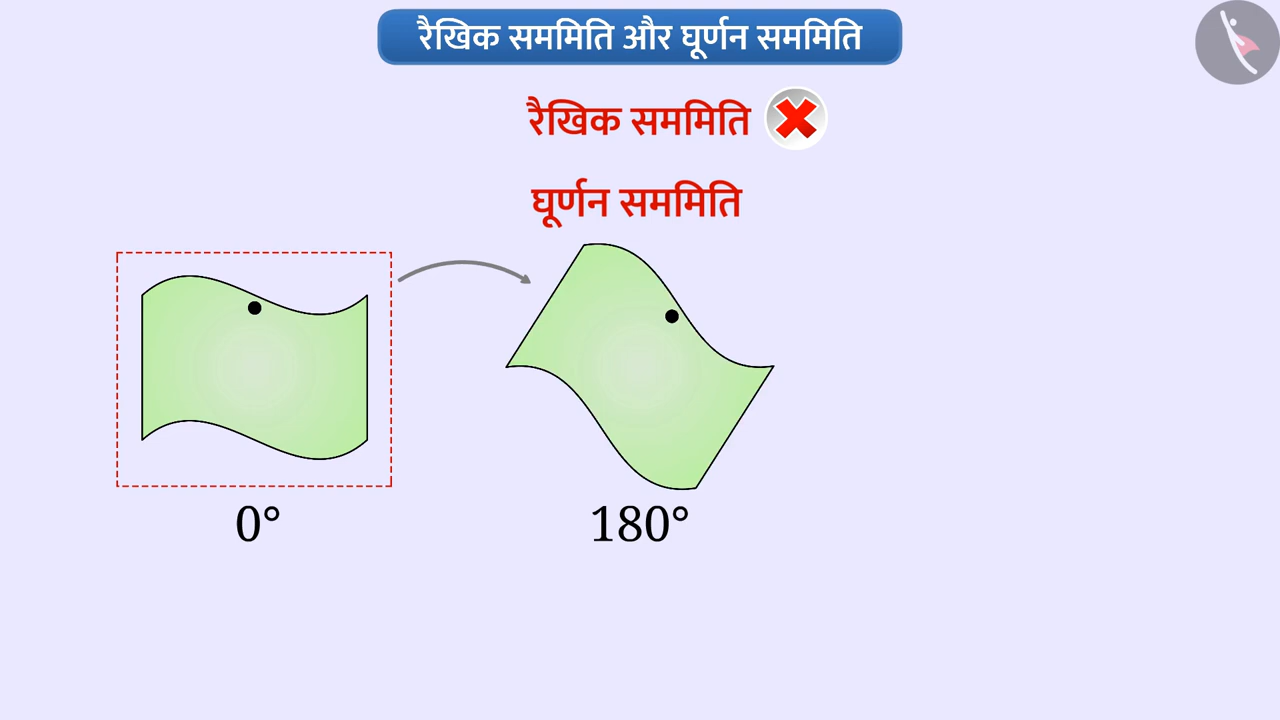 रैखिक सममिति और घूर्णन सममिति
रैखिक सममिति
घूर्णन सममिति
0°
180°